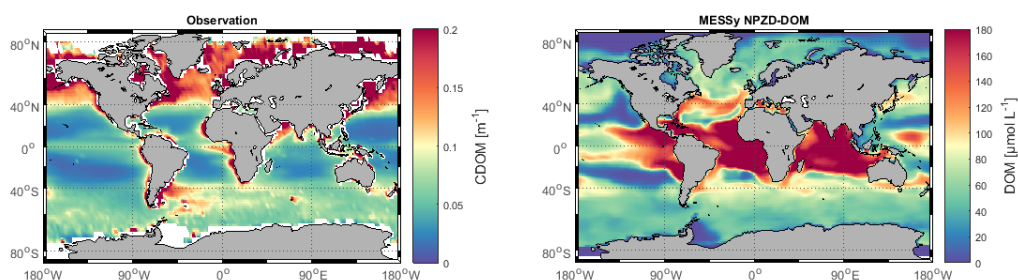 Observation
80°N
40°N
0°
40°S
80°S
180°W
90°W
0°
90°E
180°W
0.2
0.15
0.1
0.05
0
CDOM [m⁻¹]
MESSy NPZD-DOM
80°N
40°N
0°
40°S
80°S
180°W
90°W
0°
90°E
180°W
180
160
140
120
100
80
60
40
20
0
DOM [μmol L⁻¹]